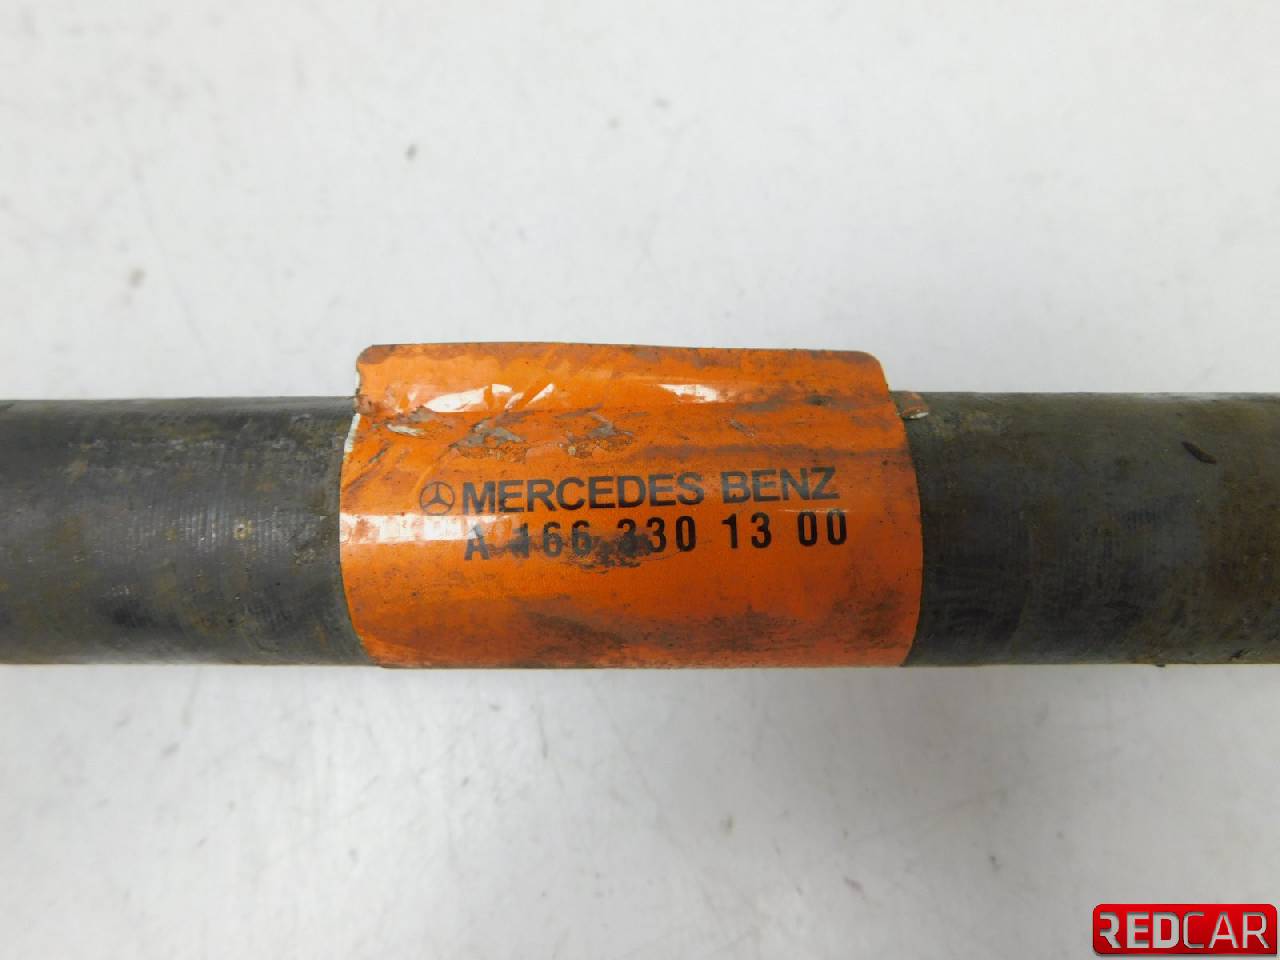 MERCEDES BENZ
A 166 330 13 00
REDCAR